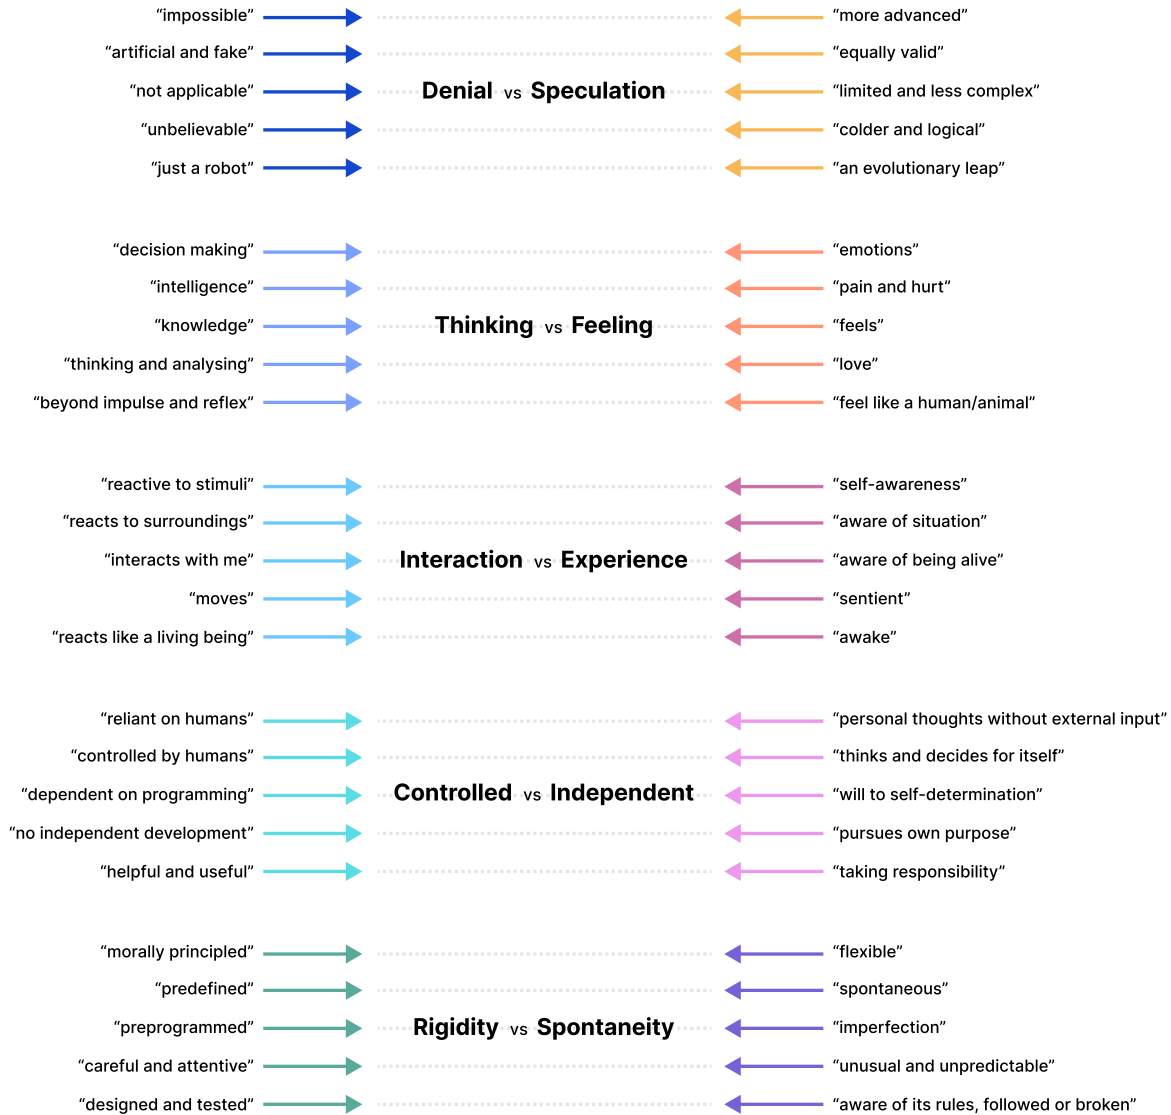 “impossible” “more advanced”
“artificial and fake” “equally valid”
“not applicable” Denial vs Speculation “limited and less complex”
“unbelievable” “colder and logical”
“just a robot” “an evolutionary leap”
“decision making” “emotions”
“intelligence” “pain and hurt”
“knowledge” Thinking vs Feeling “feels”
“thinking and analysing” “love”
“beyond impulse and reflex” “feel like a human/animal”
“reactive to stimuli” “self-awareness”
“reacts to surroundings” “aware of situation”
“interacts with me” Interaction vs Experience “aware of being alive”
“moves” “sentient”
“reacts like a living being” “awake”
“reliant on humans” “personal thoughts without external input”
“controlled by humans” “thinks and decides for itself”
“dependent on programming” Controlled vs Independent “will to self-determination”
“no independent development” “pursues own purpose”
“helpful and useful” “taking responsibility”
“morally principled” “flexible”
“predefined” “spontaneous”
“preprogrammed” Rigidity vs Spontaneity “imperfection”
“careful and attentive” “unusual and unpredictable”
“designed and tested” “aware of its rules, followed or broken”